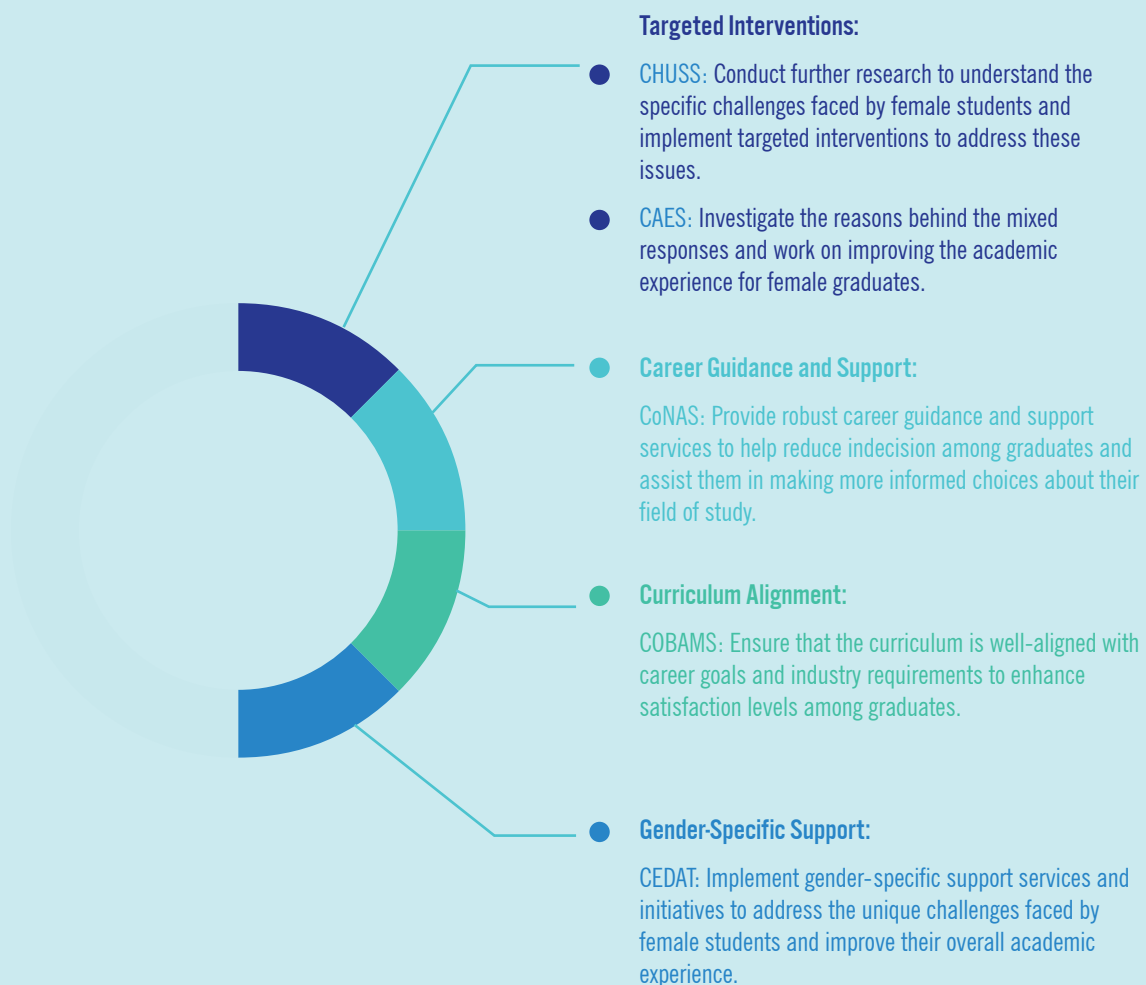 Targeted Interventions:
CHUSS: Conduct further research to understand the
specific challenges faced by female students and
implement targeted interventions to address these
issues.
CAES: Investigate the reasons behind the mixed
responses and work on improving the academic
experience for female graduates.
Career Guidance and Support:
CoNAS: Provide robust career guidance and support
services to help reduce indecision among graduates and
assist them in making more informed choices about their
field of study.
Curriculum Alignment:
COBAMS: Ensure that the curriculum is well-aligned with
career goals and industry requirements to enhance
satisfaction levels among graduates.
Gender-Specific Support:
CEDAT: Implement gender-specific support services and
initiatives to address the unique challenges faced by
female students and improve their overall academic
experience.